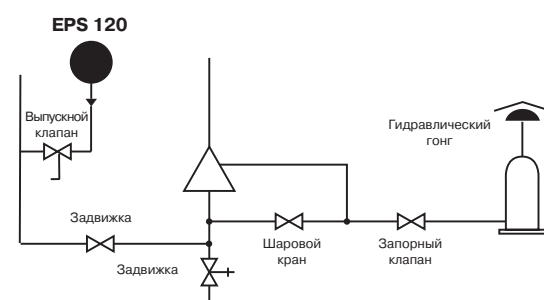 EPS 120
Выпускной
клапан
Гидравлический
гонг
Задвижка
Шаровой
кран
Запорный
клапан
Задвижка